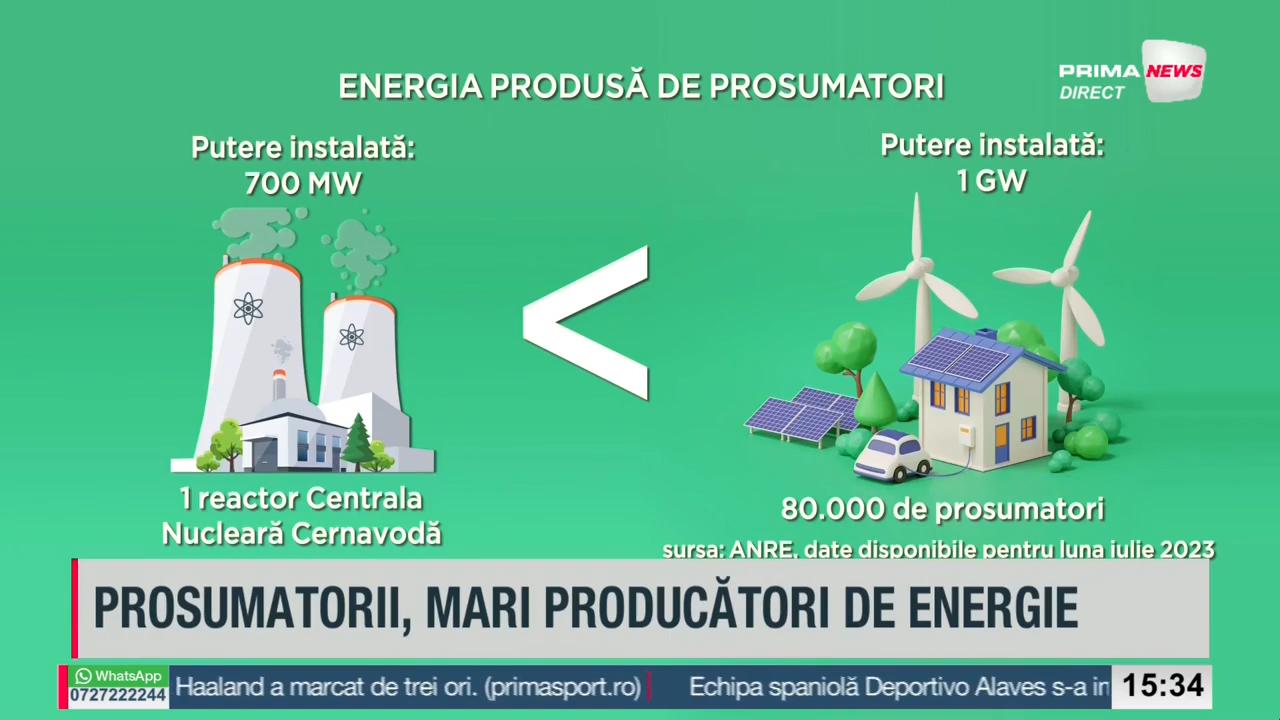 ENERGIA PRODUSĂ DE PROSUMATORI
PRIMA NEWS
DIRECT
Putere instalată:
700 MW
Putere instalată:
1 GW
1 reactor Centrala
Nucleară Cernavodă
80.000 de prosumatori
sursa: ANRE, date disponibile pentru luna iulie 2023
PROSUMATORII, MARI PRODUCĂTORI DE ENERGIE
WhatsApp
0727222244
Haaland a marcat de trei ori. (primasport.ro)
Echipa spaniolă Deportivo Alaves s-a in
15:34